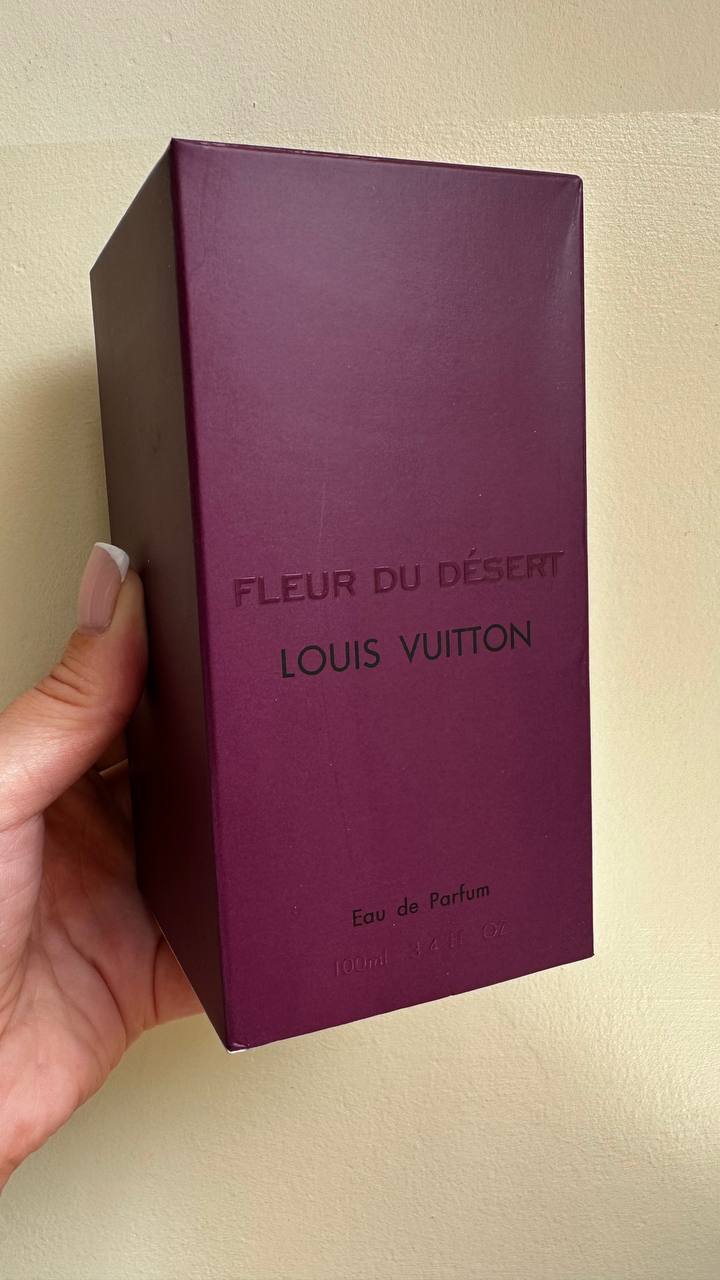 FLEUR DU DÉSERT
LOUIS VUITTON
Eau de Parfum
100ml 3.4 fl Oz